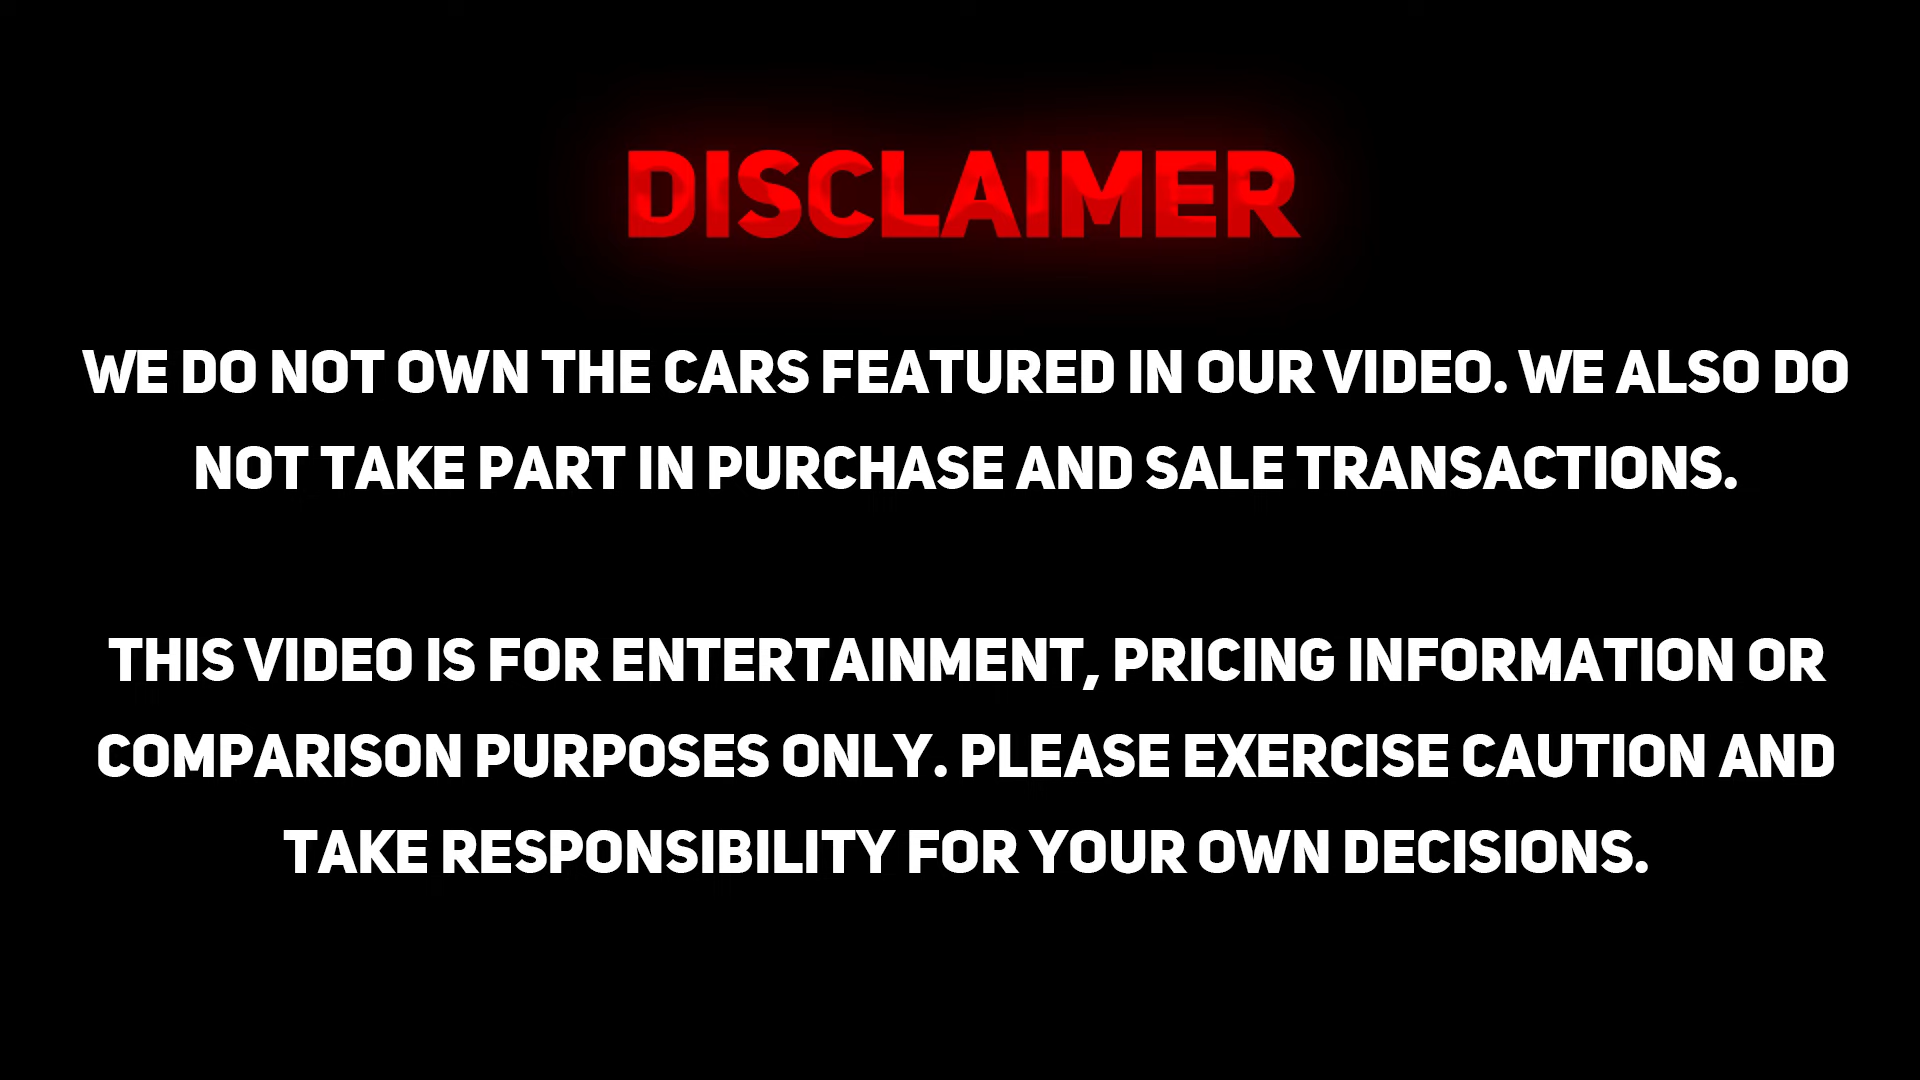 DISCLAIMER
WE DO NOT OWN THE CARS FEATURED IN OUR VIDEO. WE ALSO DO
NOT TAKE PART IN PURCHASE AND SALE TRANSACTIONS.
THIS VIDEO IS FOR ENTERTAINMENT, PRICING INFORMATION OR
COMPARISON PURPOSES ONLY. PLEASE EXERCISE CAUTION AND
TAKE RESPONSIBILITY FOR YOUR OWN DECISIONS.